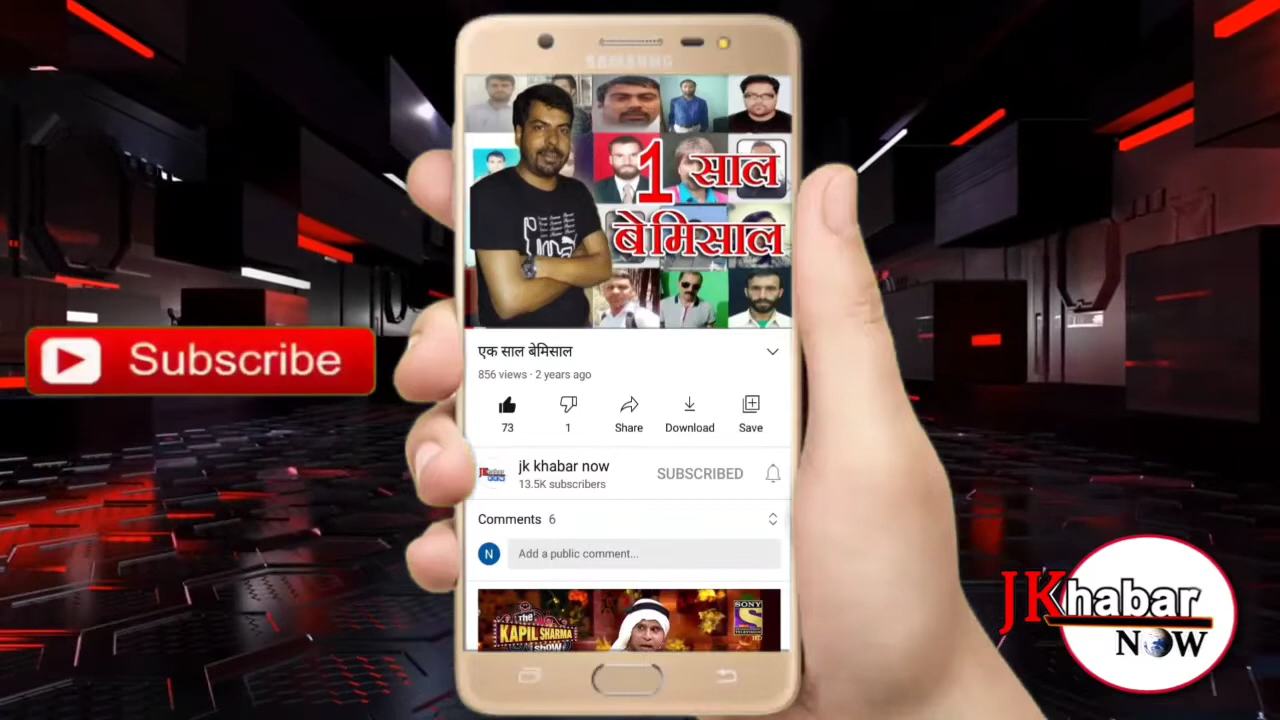 SAMSUNG
1 साल
बेमिसाल
एक साल बेमिसाल
856 views · 2 years ago
73
1
Share
Download
Save
Subscribe
jk khabar now
13.5K subscribers
SUBSCRIBED
Comments 6
N
Add a public comment...
The
KAPIL SHARMA
Show
SONY
JKhabar
NOW